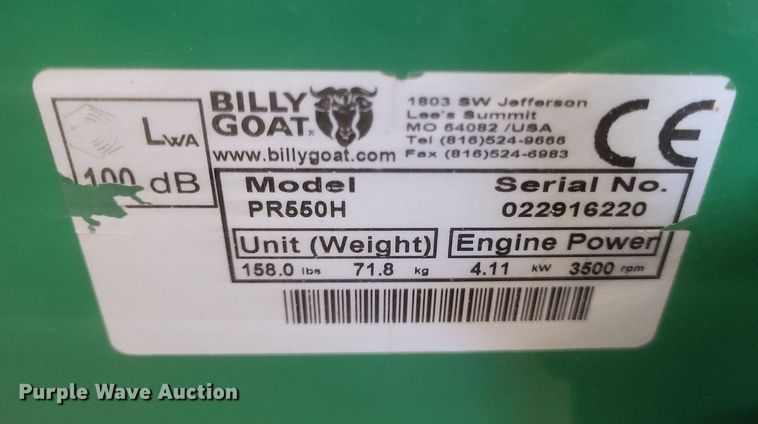 LWA
100 dB
BILLY
GOAT
www.billygoat.com
1803 SW Jefferson
Lee's Summit
MO 64082 /USA
Tel (816)524-9666
Fax (816)524-6983
CE
Model Serial No.
PR550H 022916220
Unit (Weight) Engine Power
158.0 lbs 71.8 kg 4.11 kW 3500 rpm
Purple Wave Auction